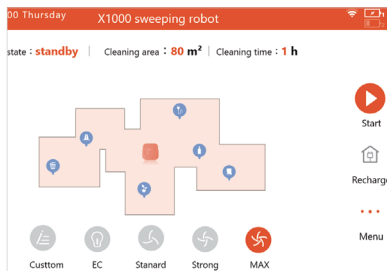 00 Thursday
X1000 sweeping robot
state : standby | Cleaning area : 80 m² | Cleaning time : 1 h
Start
Recharg
Menu
Custtom
EC
Stanard
Strong
MAX